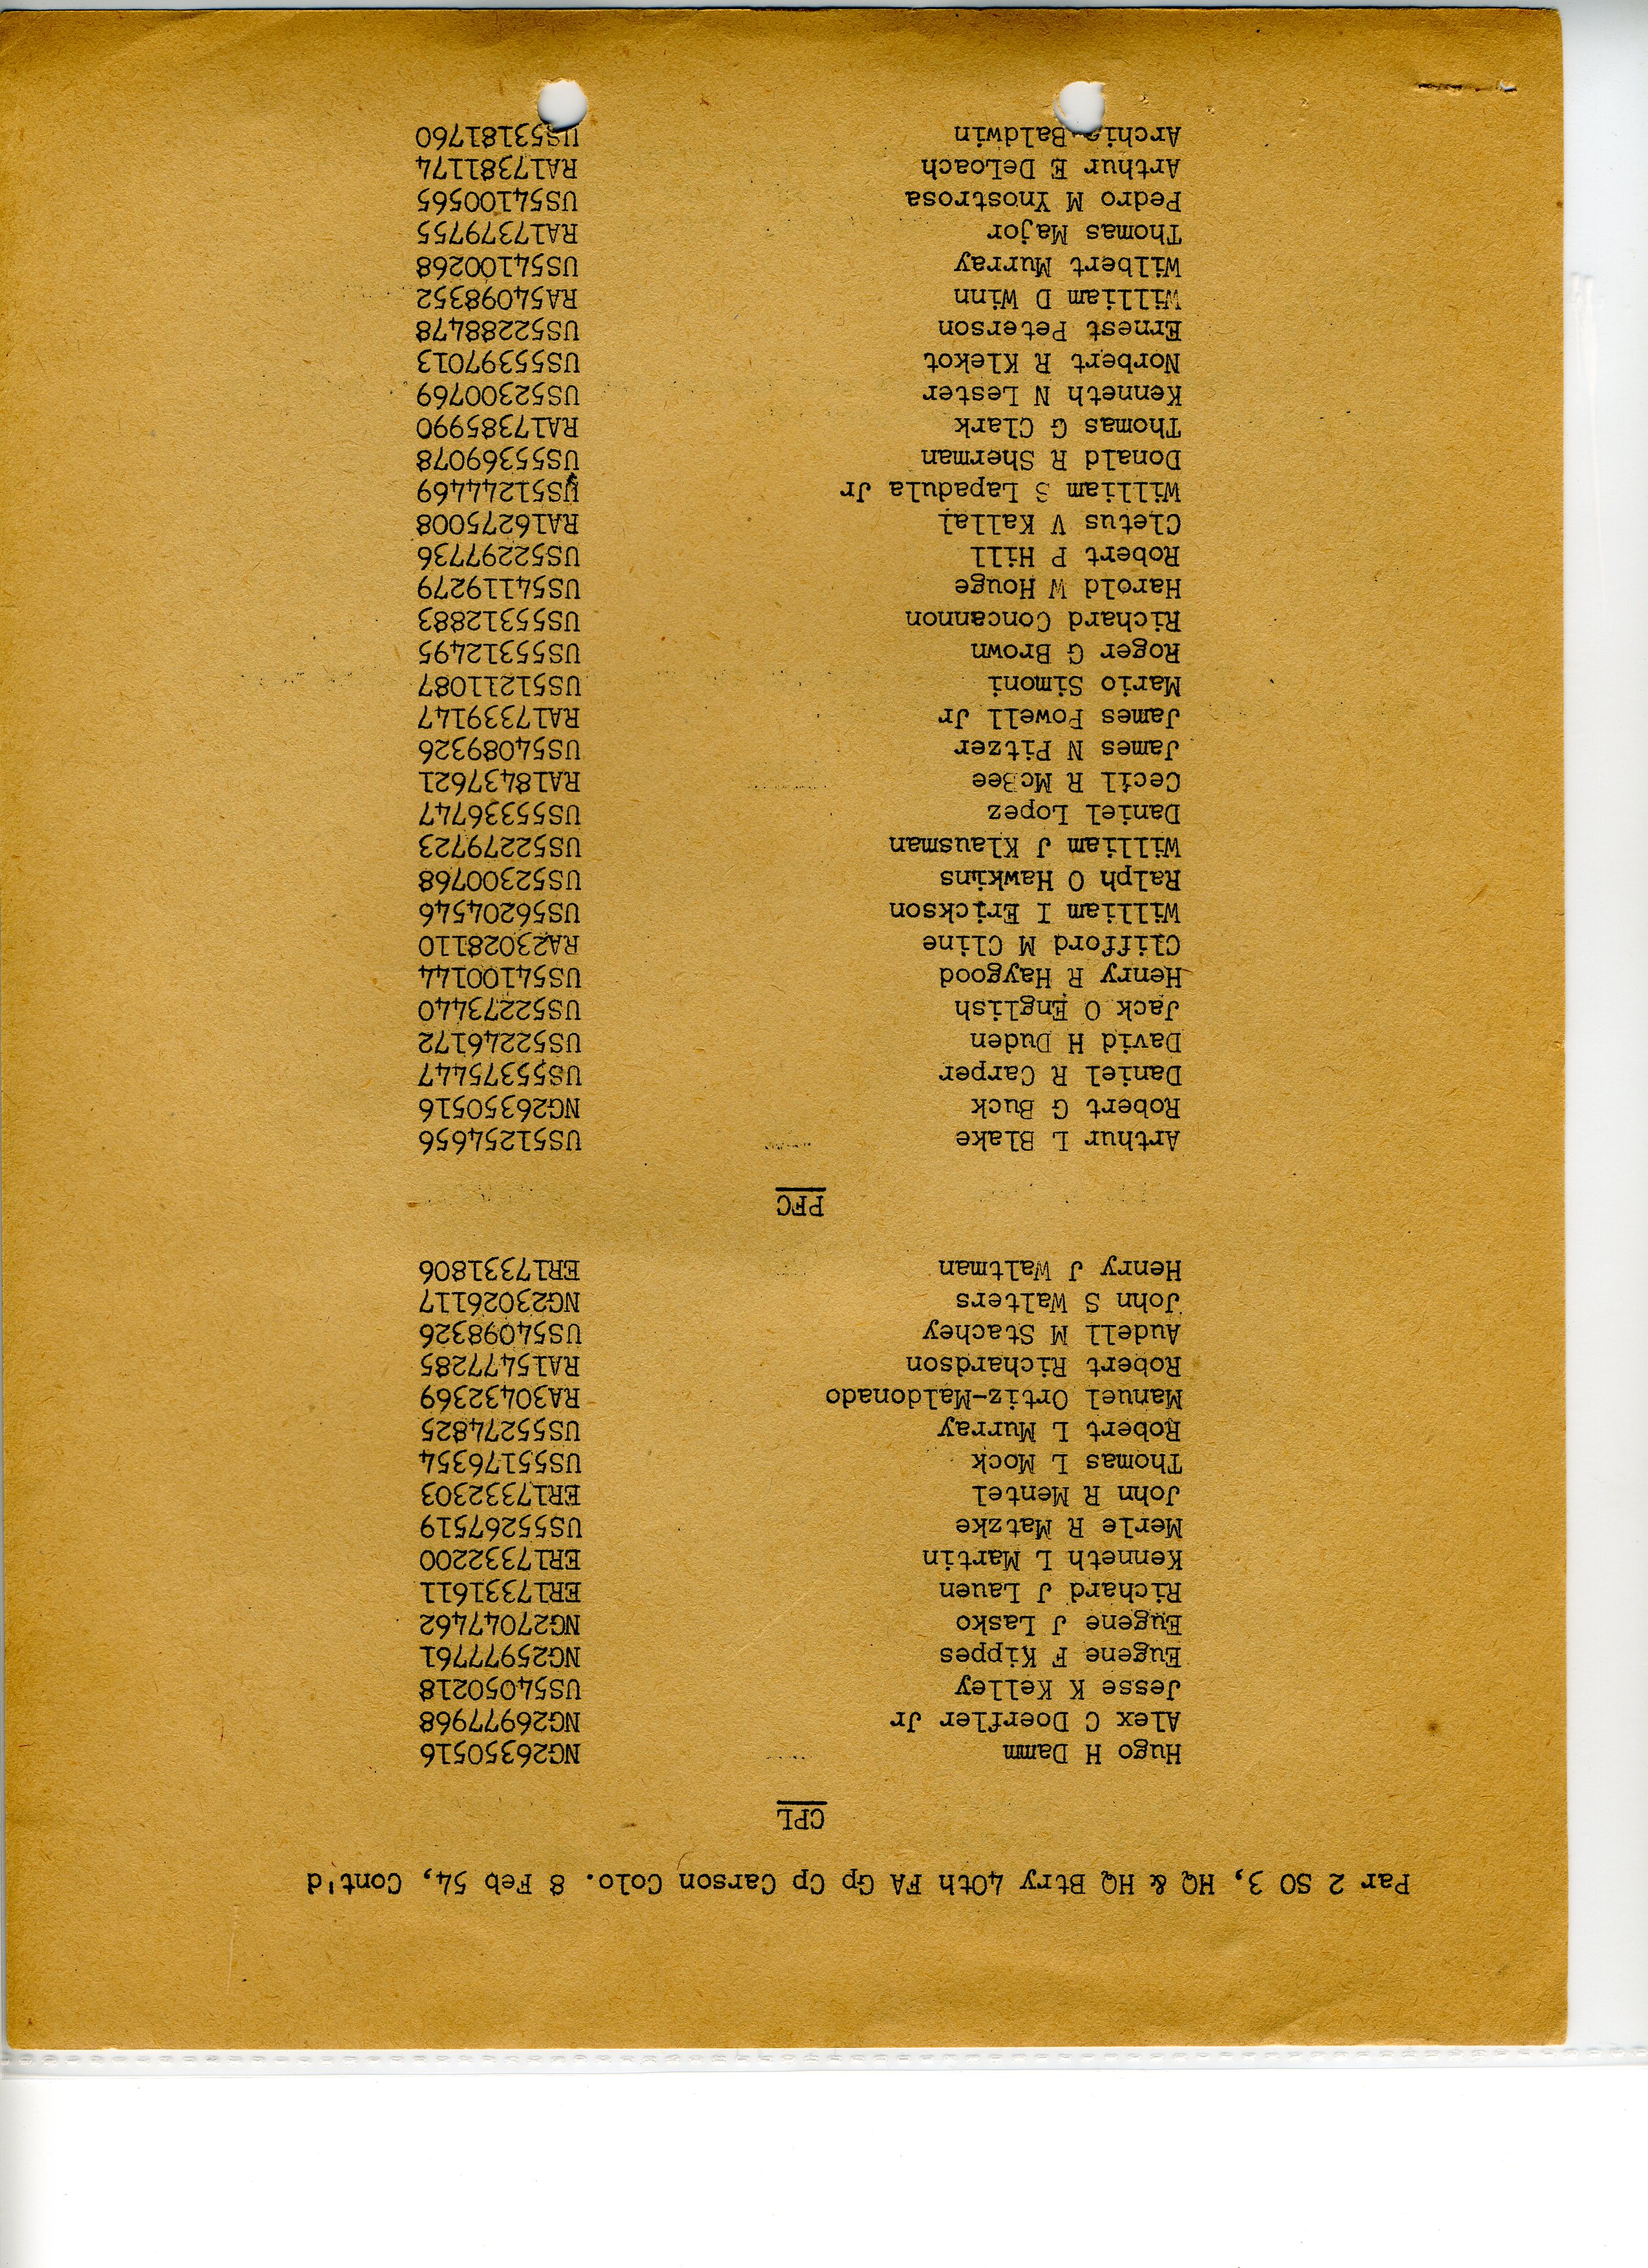 Par 2 SO 3, HQ & HQ Btry 40th FA Gp Cp Carson Colo. 8 Feb 54, Cont'd
CPL
Hugo H Damm NG26350516
Alex C Doerfler Jr NG26977968
Jesse K Kelley US54050218
Eugene F Kippes NG25977761
Eugene J Lasko NG27047462
Richard J Lauen ER17331611
Kenneth L Martin ER17332200
Merle R Matzke US55267519
John R Mentel ER17332303
Thomas L Mock US55176354
Robert L Murray US55274825
Manuel Ortiz-Maldonado RA30432369
Robert Richardson RA15477285
Audell M Stachey US54098326
John S Walters NG23026117
Henry J Waltman ER17331806
PFC
Arthur L Blake US51254656
Robert G Buck NG26350516
Daniel R Carper US55375447
David H Duden US52246172
Jack O English US52273440
Henry R Haygood US54100144
Clifford M Cline RA23028110
William I Erickson US56204546
Ralph O Hawkins US52300768
William J Klausman US52279723
Daniel Lopez US55336747
Cecil R McBee RA18437621
James N Pitzer US54089326
James Powell Jr RA17339147
Mario Simoni US51211087
Roger G Brown US55312495
Richard Concannon US55312883
Harold W Houge US54119279
Robert P Hill US52297736
Cletus V Kallal RA16275008
William S Lapadula Jr US51244469
Donald R Sherman US55369078
Thomas G Clark RA17385990
Kenneth N Lester US52300769
Norbert R Klekot US55397013
Ernest Peterson US52288478
William D Winn RA54098352
Wilbert Murray US54100268
Thomas Major RA17379755
Pedro M Ynostrosa US54100565
Arthur E DeLoach RA17381174
Archie Baldwin US53181760